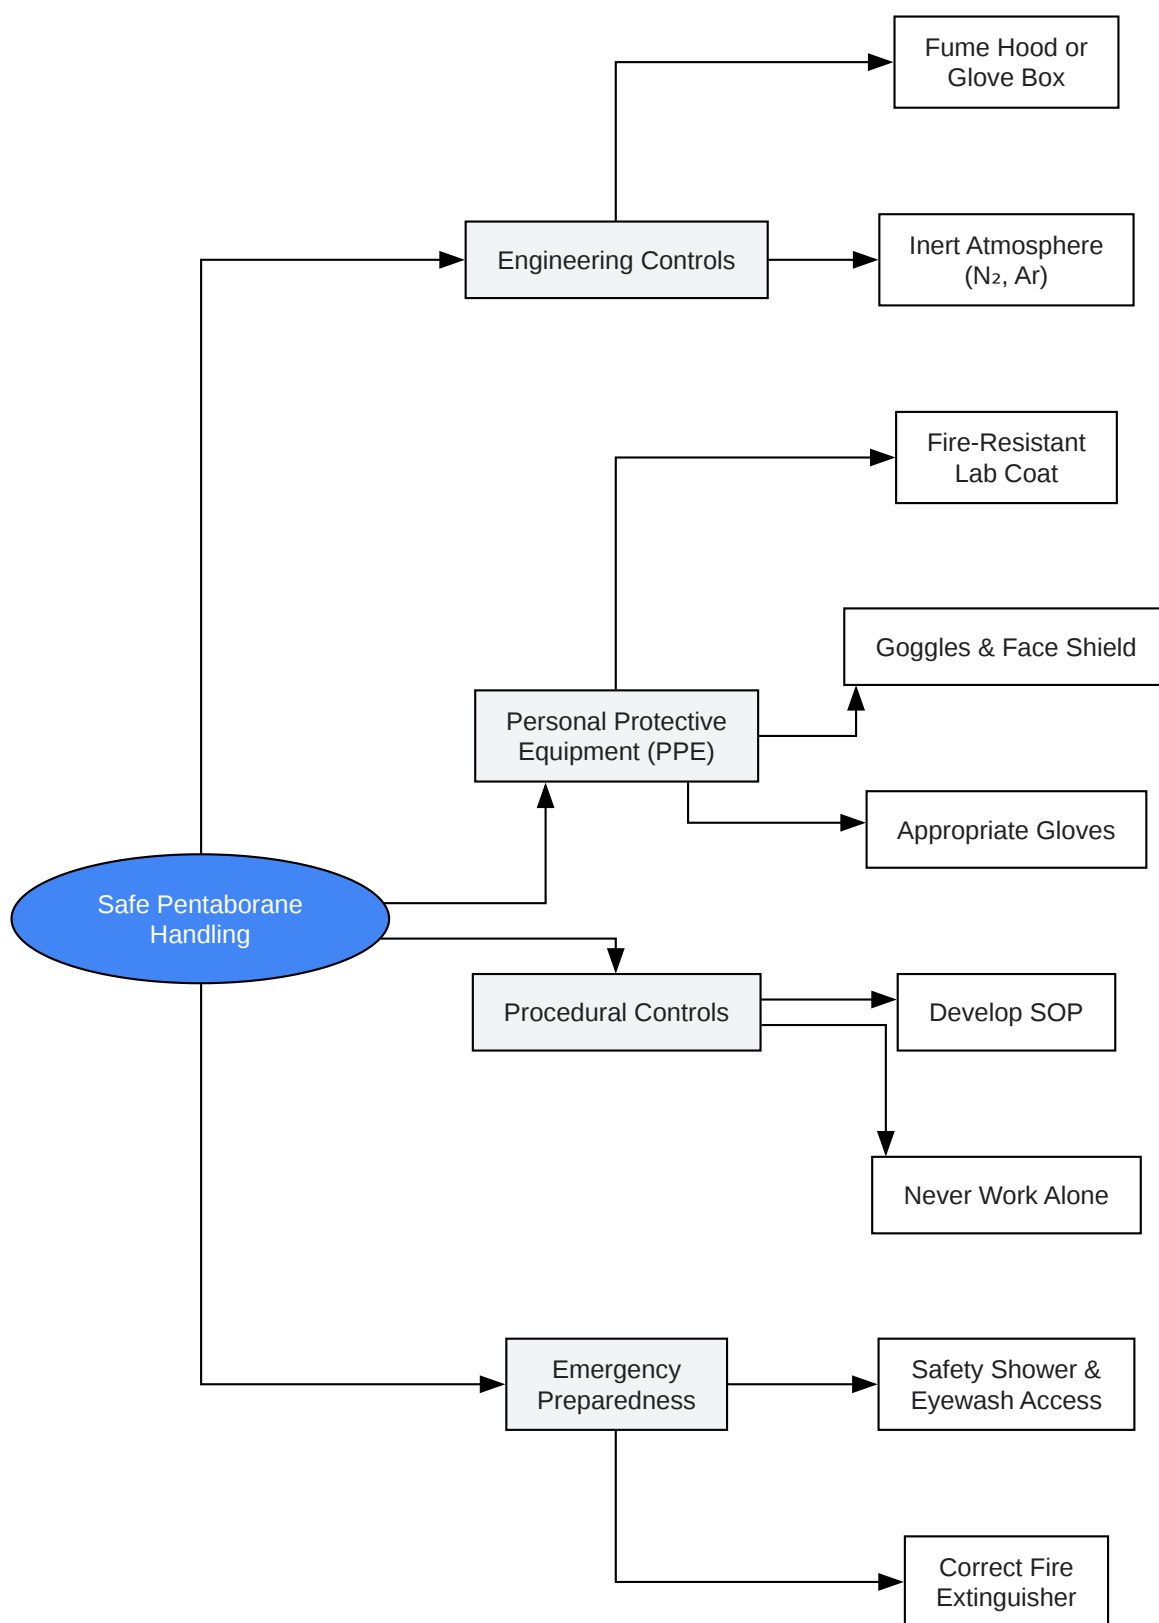 Fume Hood or
Glove Box
Engineering Controls
Inert Atmosphere
(N₂, Ar)
Fire-Resistant
Lab Coat
Goggles & Face Shield
Personal Protective
Equipment (PPE)
Appropriate Gloves
Safe Pentaborane
Handling
Procedural Controls
Develop SOP
Never Work Alone
Emergency
Preparedness
Safety Shower &
Eyewash Access
Correct Fire
Extinguisher